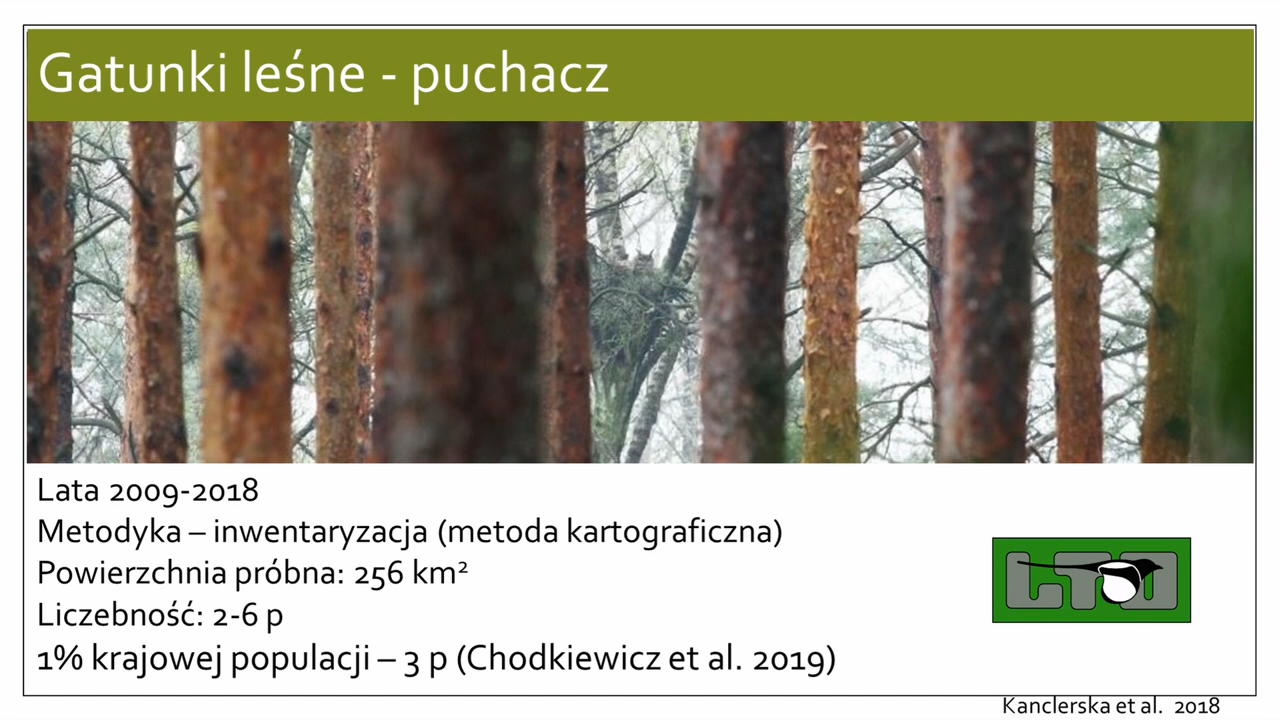 Gatunki leśne - puchacz
Lata 2009-2018
Metodyka – inwentaryzacja (metoda kartograficzna)
Powierzchnia próbna: 256 km²
Liczebność: 2-6 p
1% krajowej populacji – 3 p (Chodkiewicz et al. 2019)
LTO
Kanclerska et al. 2018